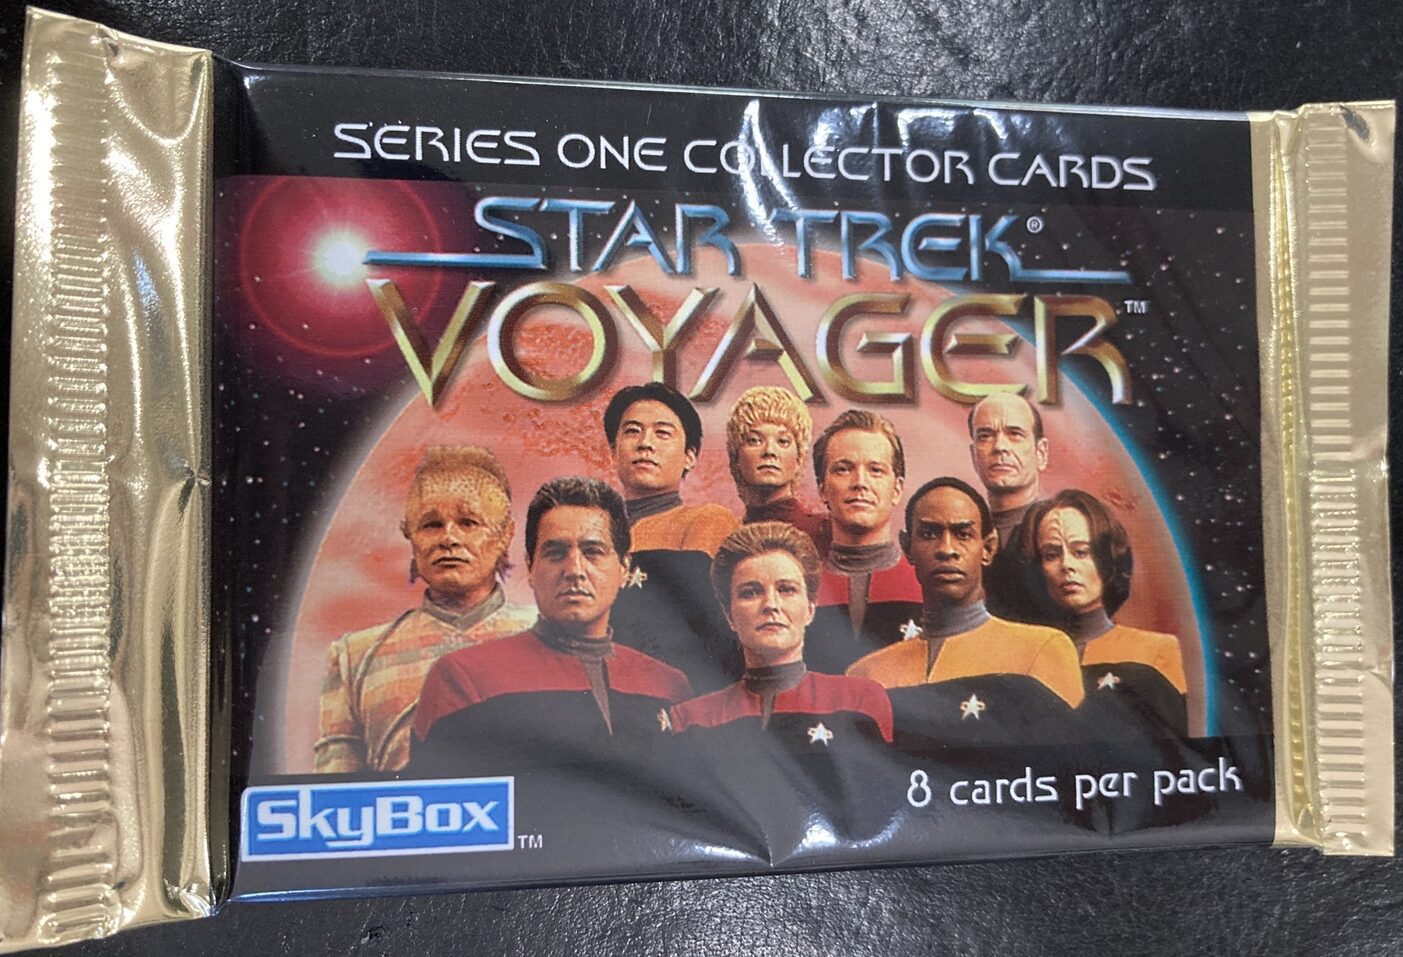 SERIES ONE COLLECTOR CARDS
STAR TREK®
VOYAGER™
8 cards per pack
SkyBox™